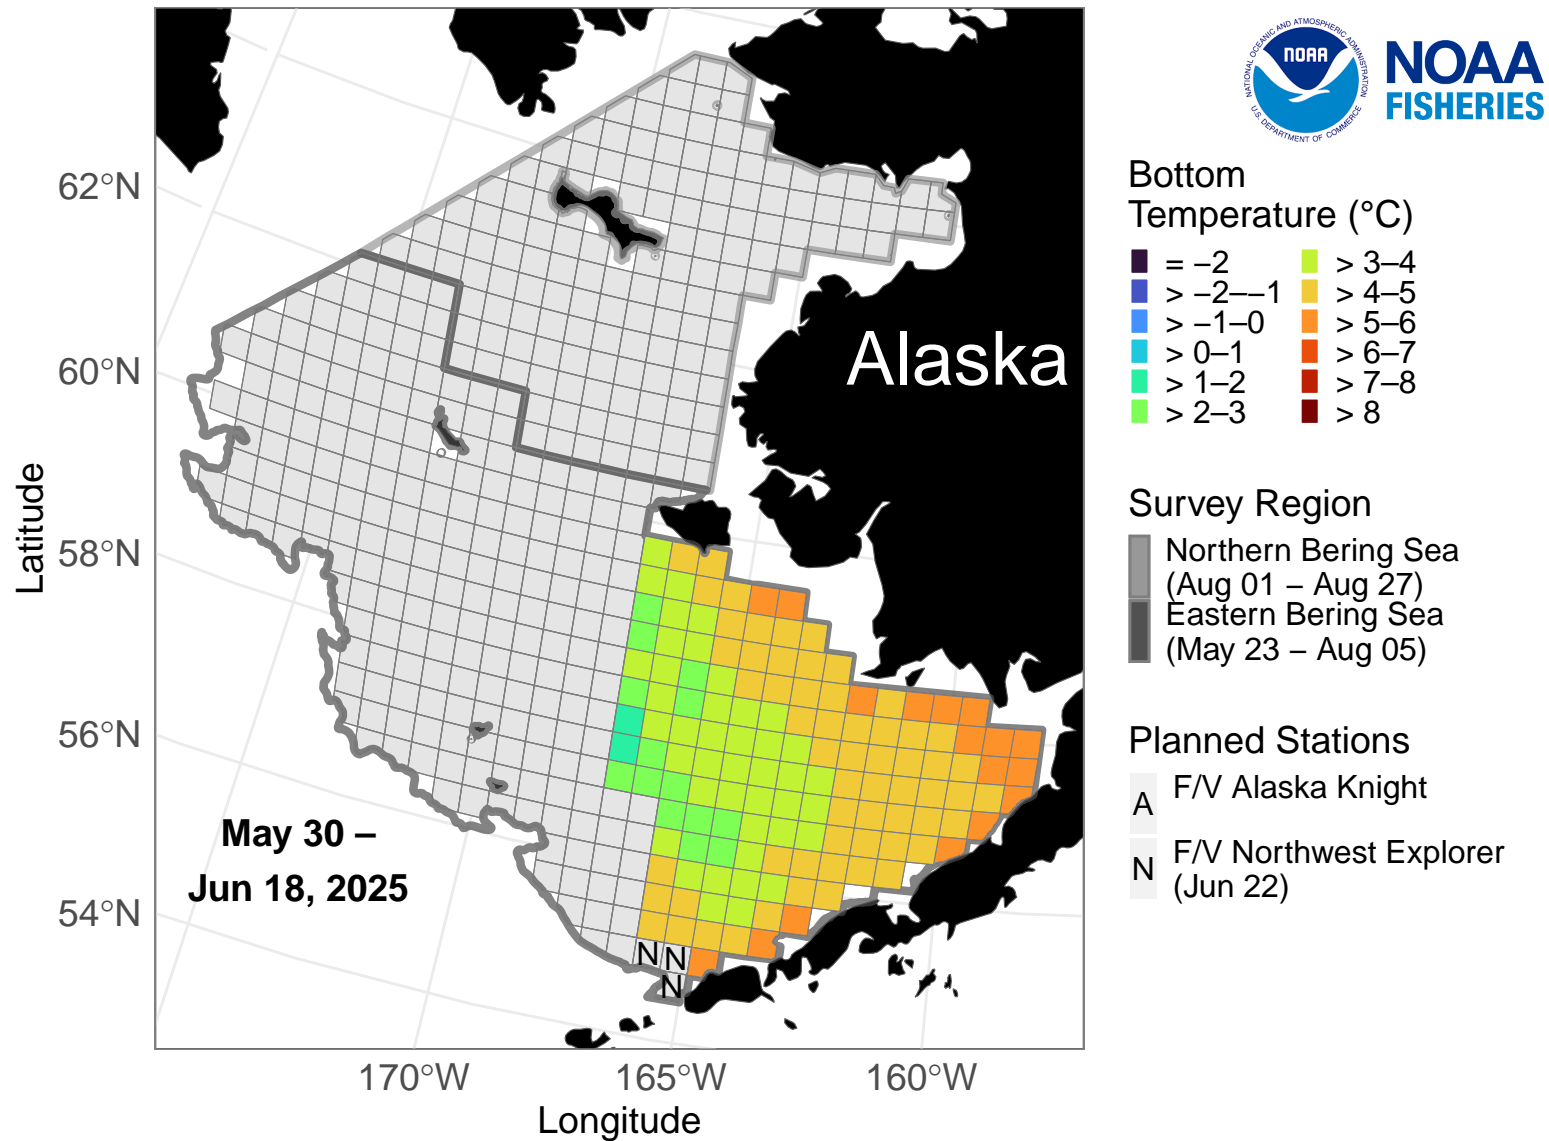 NATIONAL OCEANIC AND ATMOSPHERIC ADMINISTRATION
NOAA
U.S. DEPARTMENT OF COMMERCE
NOAA
FISHERIES
Bottom
Temperature (°C)
= −2
> −2−−1
> −1−0
> 0−1
> 1−2
> 2−3
> 3−4
> 4−5
> 5−6
> 6−7
> 7−8
> 8
Survey Region
Northern Bering Sea
(Aug 01 − Aug 27)
Eastern Bering Sea
(May 23 − Aug 05)
Planned Stations
A F/V Alaska Knight
N F/V Northwest Explorer
(Jun 22)
Alaska
May 30 −
Jun 18, 2025
N N
N
62°N
60°N
58°N
56°N
54°N
Latitude
170°W 165°W 160°W
Longitude